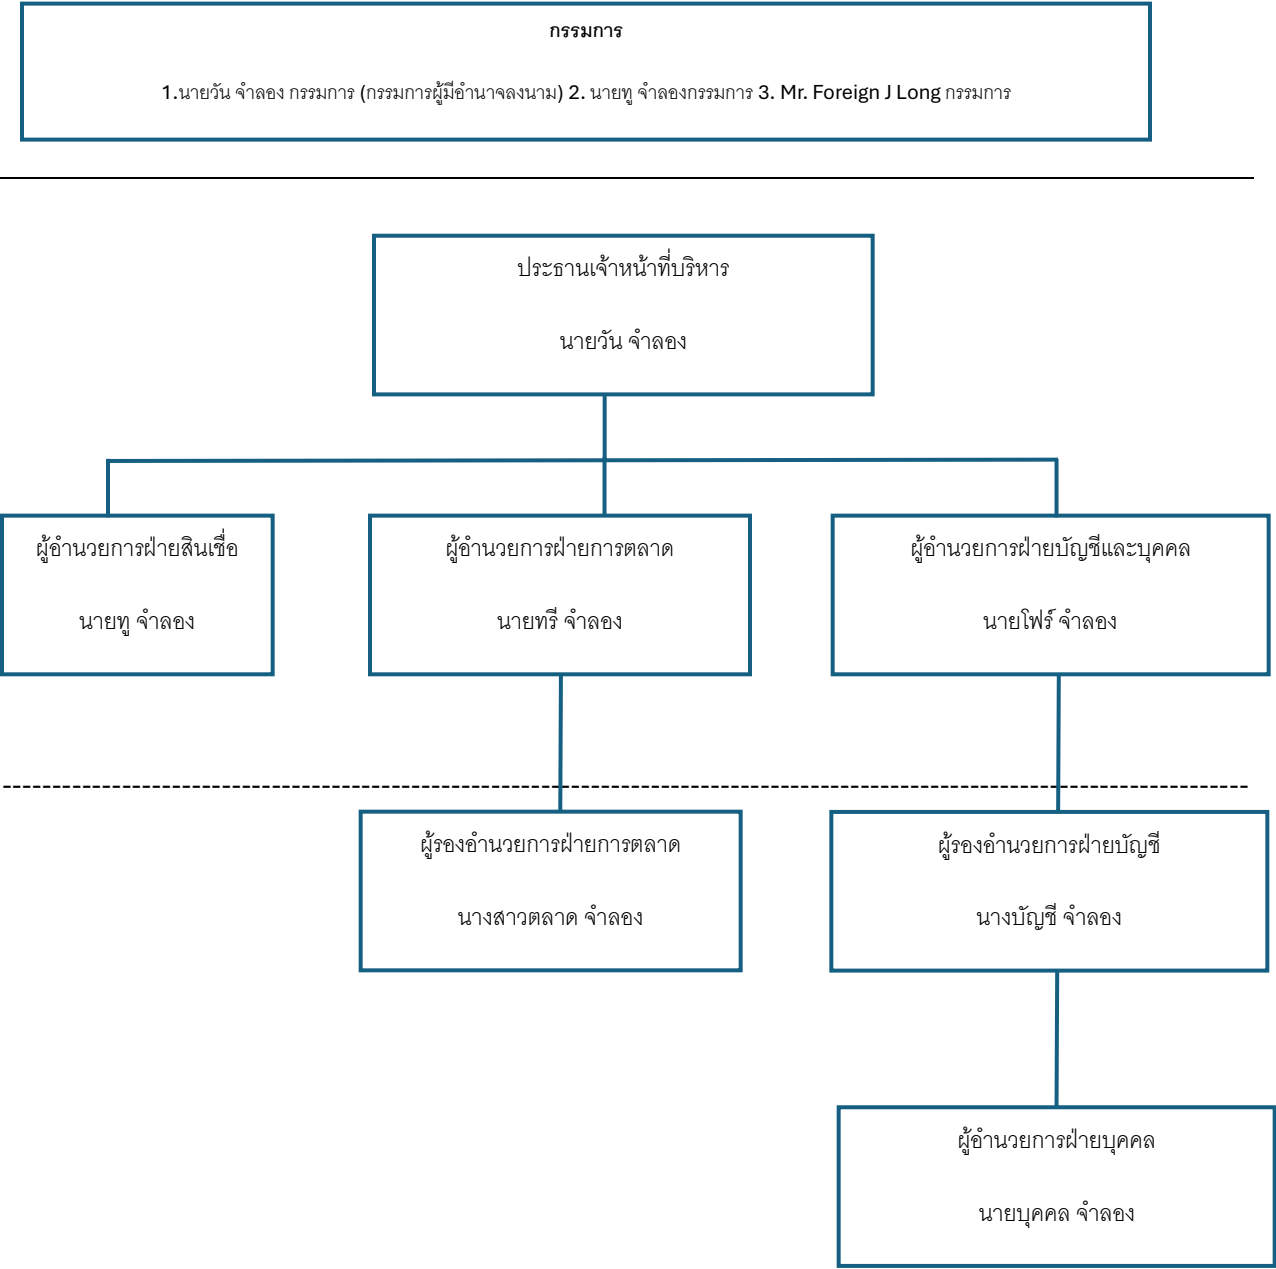 กรรมการ
1.นายวัน จำลอง กรรมการ (กรรมการผู้มีอำนาจลงนาม) 2. นายทู จำลองกรรมการ 3. Mr. Foreign J Long กรรมการ
ประธานเจ้าหน้าที่บริหาร
นายวัน จำลอง
ผู้อำนวยการฝ่ายสินเชื่อ
นายทู จำลอง
ผู้อำนวยการฝ่ายการตลาด
นายทรี จำลอง
ผู้อำนวยการฝ่ายบัญชีและบุคคล
นายโฟร์ จำลอง
ผู้รองอำนวยการฝ่ายการตลาด
นางสาวตลาด จำลอง
ผู้รองอำนวยการฝ่ายบัญชี
นางบัญชี จำลอง
ผู้อำนวยการฝ่ายบุคคล
นายบุคคล จำลอง